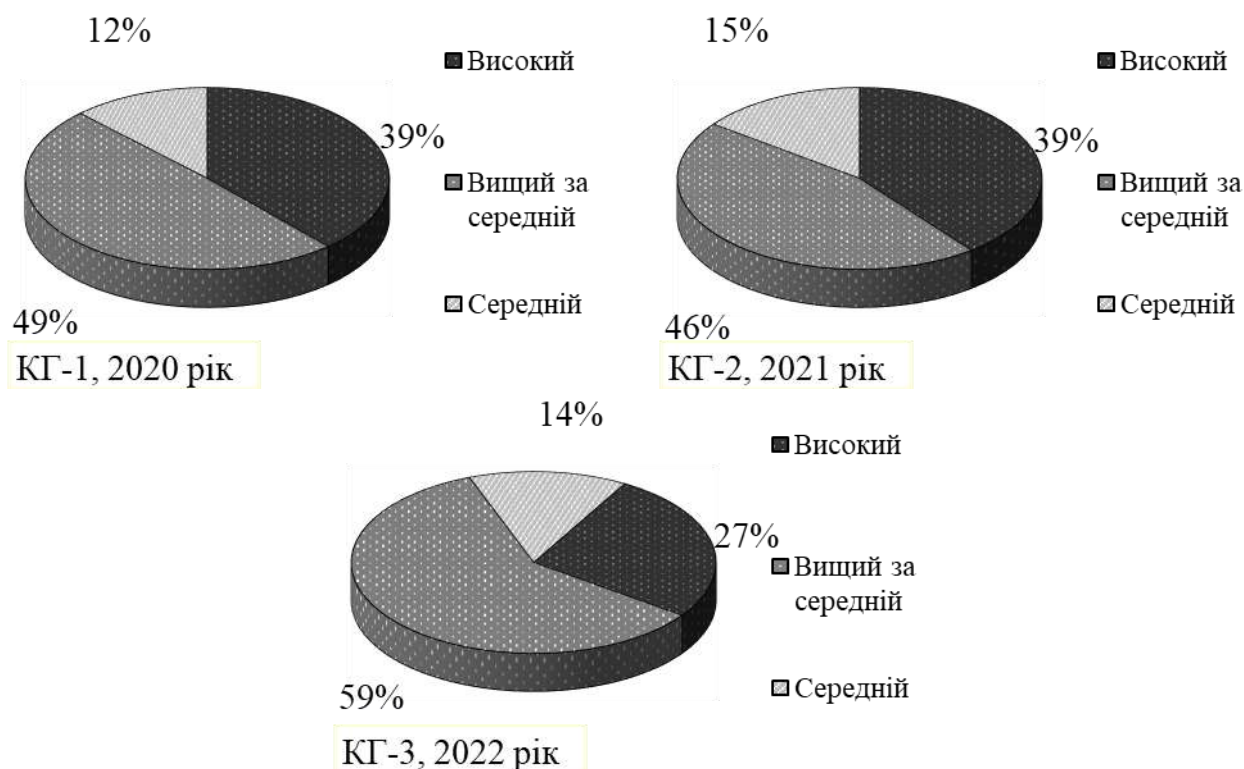 12%
Високий
39%
Вищий за
середній
Середній
49%
КГ-1, 2020 рік
15%
Високий
39%
Вищий за
середній
Середній
46%
КГ-2, 2021 рік
14%
Високий
27%
Вищий за
середній
Середній
59%
КГ-3, 2022 рік